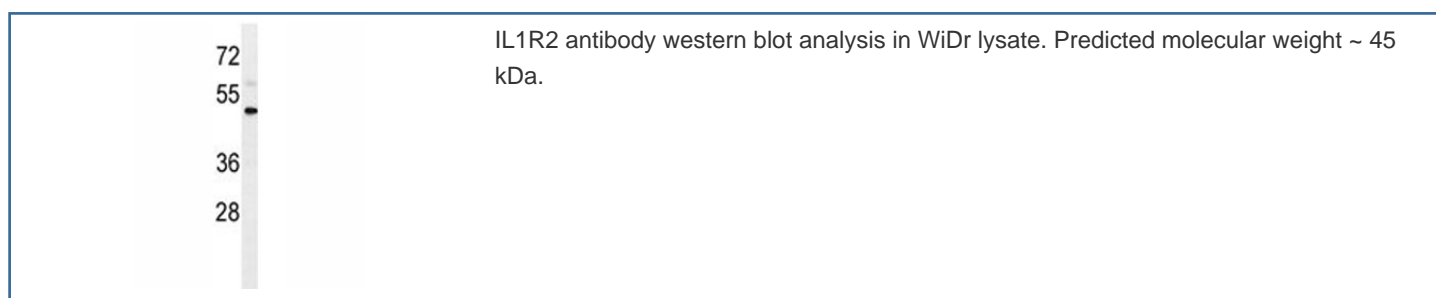 72
55
36
28
IL1R2 antibody western blot analysis in WiDr lysate. Predicted molecular weight ~ 45
kDa.